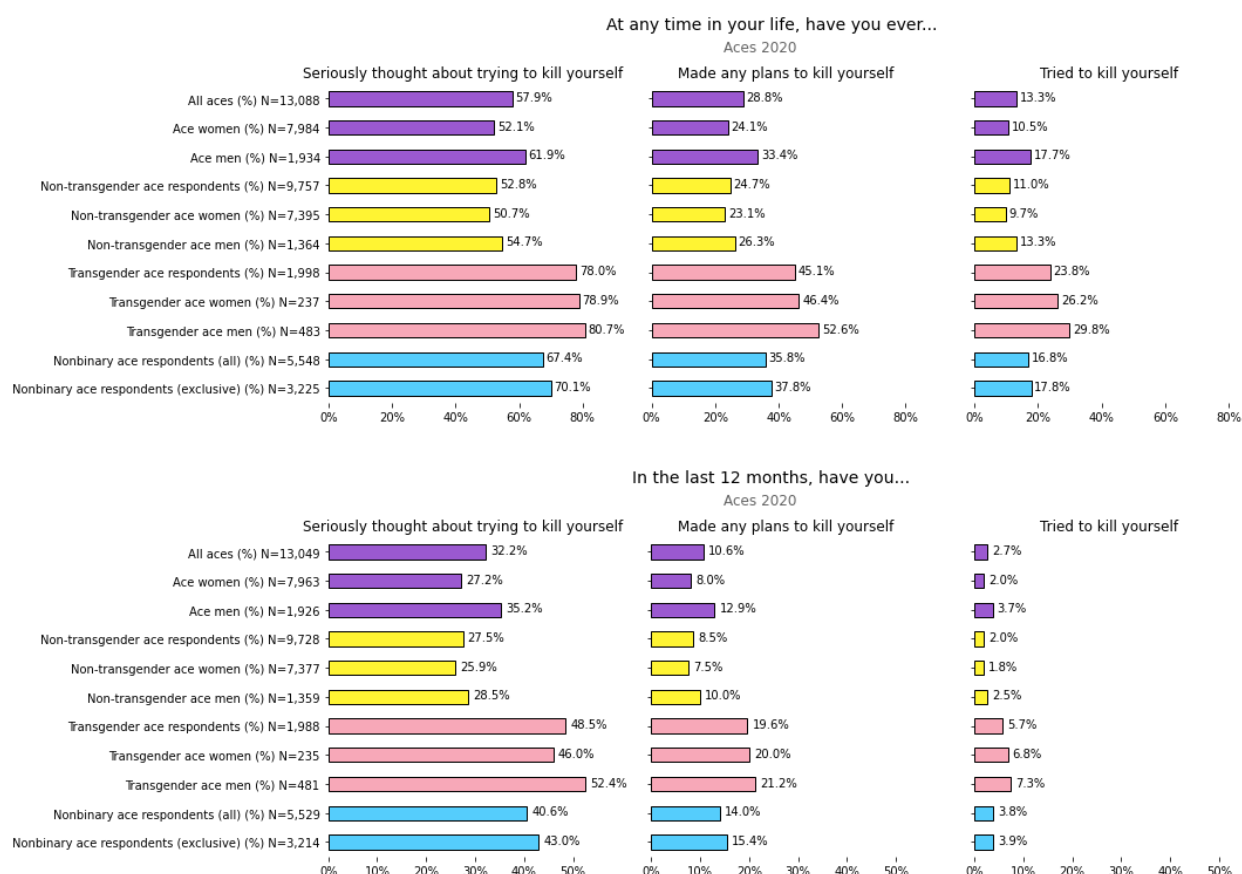 At any time in your life, have you ever...
Aces 2020
Seriously thought about trying to kill yourself Made any plans to kill yourself Tried to kill yourself
All aces (%) N=13,088 57.9% 28.8% 13.3%
Ace women (%) N=7,984 52.1% 24.1% 10.5%
Ace men (%) N=1,934 61.9% 33.4% 17.7%
Non-transgender ace respondents (%) N=9,757 52.8% 24.7% 11.0%
Non-transgender ace women (%) N=7,395 50.7% 23.1% 9.7%
Non-transgender ace men (%) N=1,364 54.7% 26.3% 13.3%
Transgender ace respondents (%) N=1,998 78.0% 45.1% 23.8%
Transgender ace women (%) N=237 78.9% 46.4% 26.2%
Transgender ace men (%) N=483 80.7% 52.6% 29.8%
Nonbinary ace respondents (all) (%) N=5,548 67.4% 35.8% 16.8%
Nonbinary ace respondents (exclusive) (%) N=3,225 70.1% 37.8% 17.8%
0% 20% 40% 60% 80% 0% 20% 40% 60% 80% 0% 20% 40% 60% 80%
In the last 12 months, have you...
Aces 2020
Seriously thought about trying to kill yourself Made any plans to kill yourself Tried to kill yourself
All aces (%) N=13,049 32.2% 10.6% 2.7%
Ace women (%) N=7,963 27.2% 8.0% 2.0%
Ace men (%) N=1,926 35.2% 12.9% 3.7%
Non-transgender ace respondents (%) N=9,728 27.5% 8.5% 2.0%
Non-transgender ace women (%) N=7,377 25.9% 7.5% 1.8%
Non-transgender ace men (%) N=1,359 28.5% 10.0% 2.5%
Transgender ace respondents (%) N=1,988 48.5% 19.6% 5.7%
Transgender ace women (%) N=235 46.0% 20.0% 6.8%
Transgender ace men (%) N=481 52.4% 21.2% 7.3%
Nonbinary ace respondents (all) (%) N=5,529 40.6% 14.0% 3.8%
Nonbinary ace respondents (exclusive) (%) N=3,214 43.0% 15.4% 3.9%
0% 10% 20% 30% 40% 50% 0% 10% 20% 30% 40% 50% 0% 10% 20% 30% 40% 50%